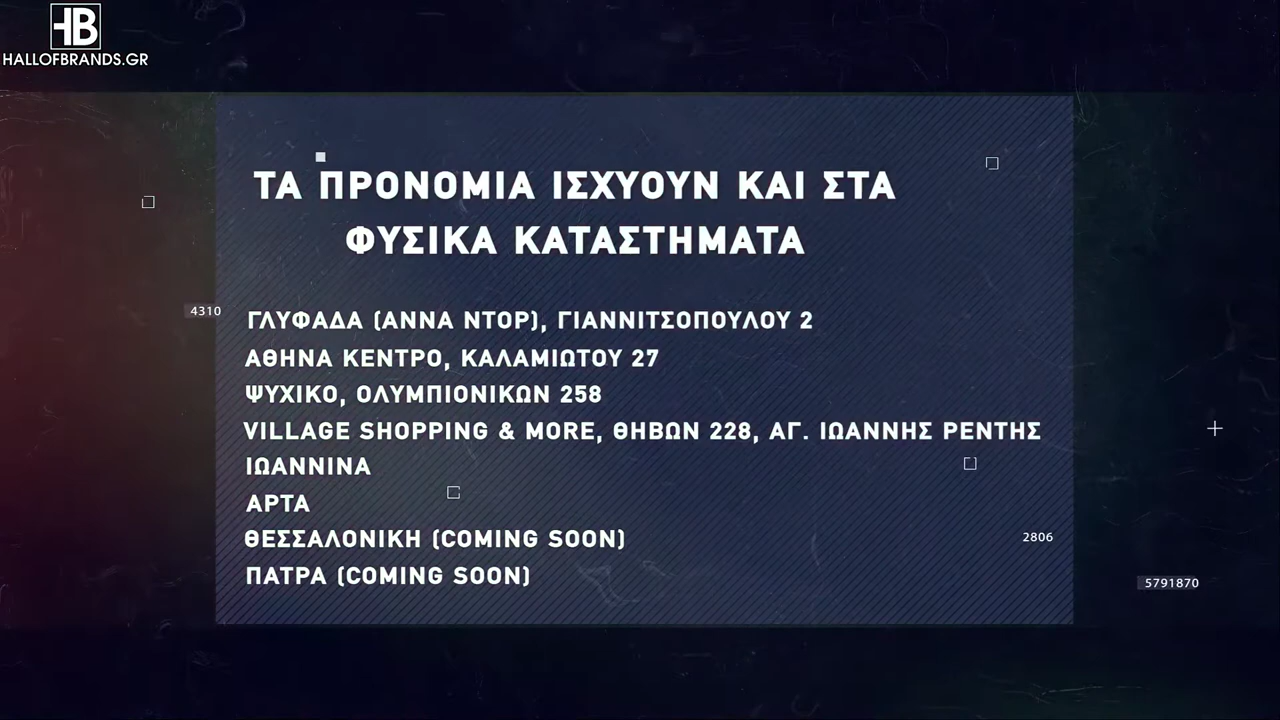 HB
HALLOFBRANDS.GR
ΤΑ ΠΡΟΝΟΜΙΑ ΙΣΧΥΟΥΝ ΚΑΙ ΣΤΑ
ΦΥΣΙΚΑ ΚΑΤΑΣΤΗΜΑΤΑ
4310
ΓΛΥΦΑΔΑ (ΑΝΝΑ ΝΤΟΡ), ΓΙΑΝΝΙΤΣΟΠΟΥΛΟΥ 2
ΑΘΗΝΑ ΚΕΝΤΡΟ, ΚΑΛΑΜΙΩΤΟΥ 27
ΨΥΧΙΚΟ, ΟΛΥΜΠΙΟΝΙΚΩΝ 258
VILLAGE SHOPPING & MORE, ΘΗΒΩΝ 228, ΑΓ. ΙΩΑΝΝΗΣ ΡΕΝΤΗΣ
ΙΩΑΝΝΙΝΑ
ΑΡΤΑ
ΘΕΣΣΑΛΟΝΙΚΗ (COMING SOON)
2806
ΠΑΤΡΑ (COMING SOON)
5791870